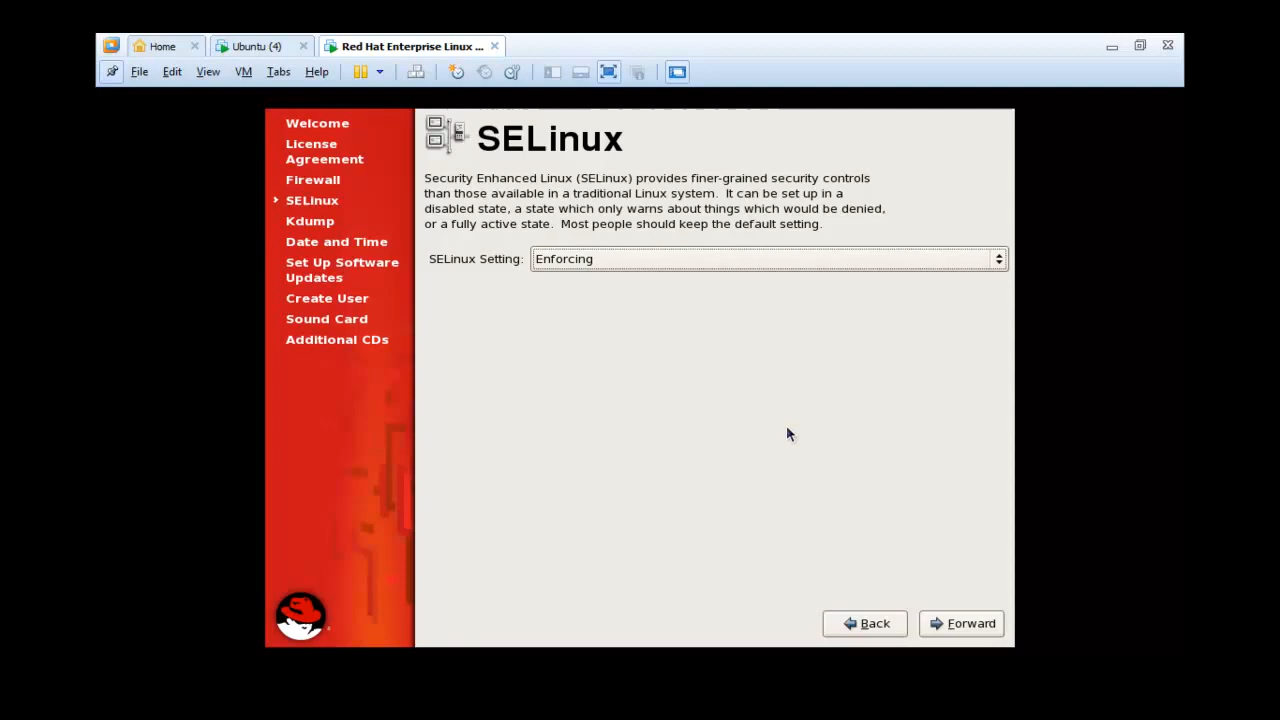 Home
Ubuntu (4)
Red Hat Enterprise Linux ...
File Edit View VM Tabs Help
Welcome
License
Agreement
Firewall
SELinux
Kdump
Date and Time
Set Up Software
Updates
Create User
Sound Card
Additional CDs
SELinux
Security Enhanced Linux (SELinux) provides finer-grained security controls
than those available in a traditional Linux system. It can be set up in a
disabled state, a state which only warns about things which would be denied,
or a fully active state. Most people should keep the default setting.
SELinux Setting: Enforcing
Back Forward